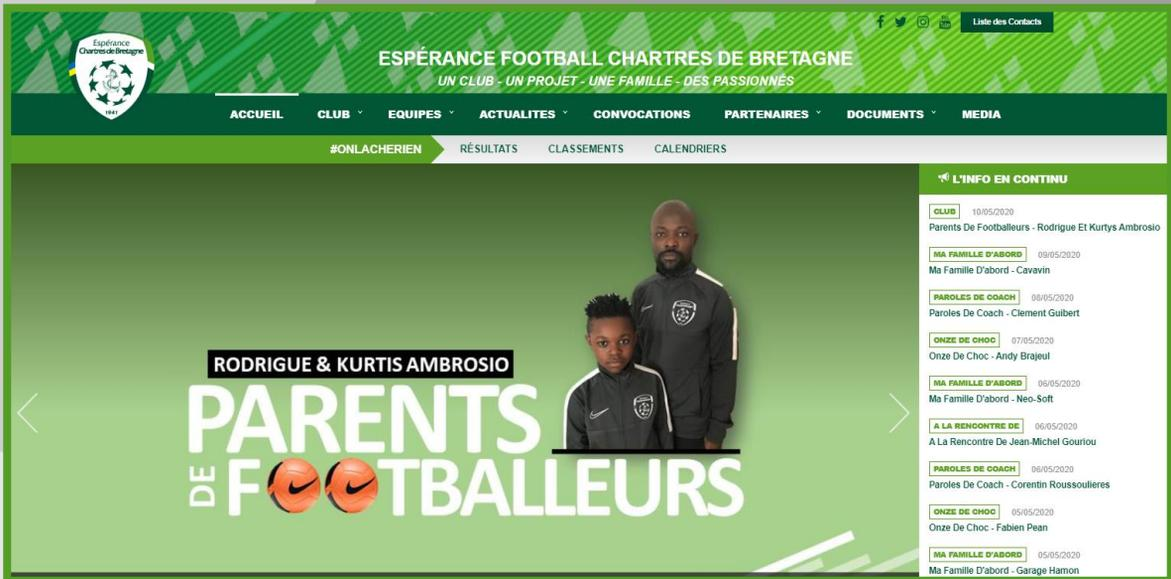 Liste des Contacts
Espérance
Chartres de Bretagne
1941
ESPÉRANCE FOOTBALL CHARTRES DE BRETAGNE
UN CLUB - UN PROJET - UNE FAMILLE - DES PASSIONNÉS
ACCUEIL CLUB EQUIPES ACTUALITES CONVOCATIONS PARTENAIRES DOCUMENTS MEDIA
#ONLACHERIEN RÉSULTATS CLASSEMENTS CALENDRIERS
RODRIGUE & KURTIS AMBROSIO
PARENTS
DE FOOTBALLEURS
L'INFO EN CONTINU
CLUB 10/05/2020
Parents De Footballeurs - Rodrigue Et Kurtys Ambrosio
MA FAMILLE D'ABORD 09/05/2020
Ma Famille D'abord - Cavavin
PAROLES DE COACH 08/05/2020
Paroles De Coach - Clement Guibert
ONZE DE CHOC 07/05/2020
Onze De Choc - Andy Brajeul
MA FAMILLE D'ABORD 06/05/2020
Ma Famille D'abord - Neo-Soft
A LA RENCONTRE DE 06/05/2020
A La Rencontre De Jean-Michel Gouriou
PAROLES DE COACH 06/05/2020
Paroles De Coach - Corentin Roussoulieres
ONZE DE CHOC 05/05/2020
Onze De Choc - Fabien Pean
MA FAMILLE D'ABORD 05/05/2020
Ma Famille D'abord - Garage Hamon